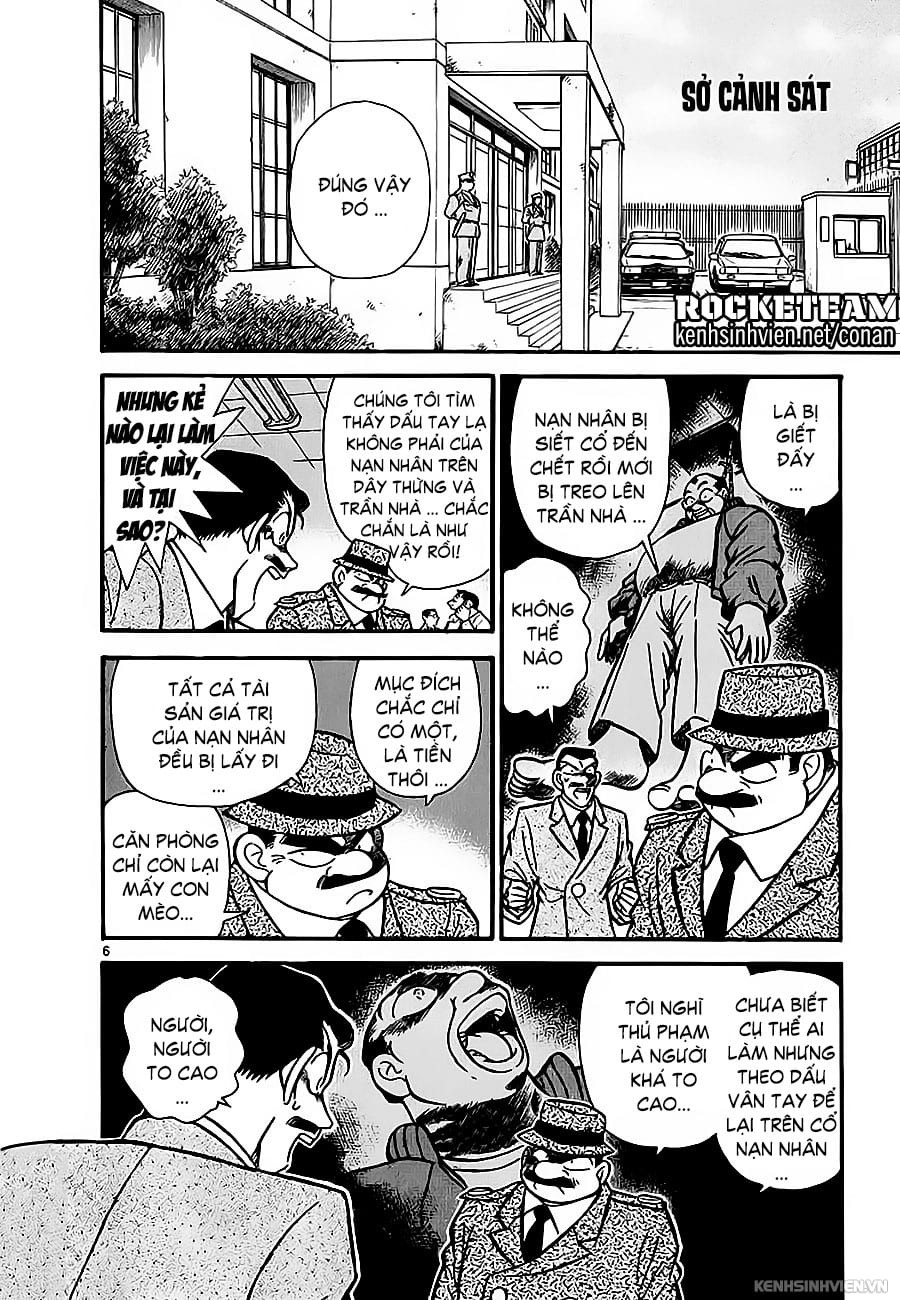 SỞ CẢNH SÁT
ĐÚNG VẬY
ĐÓ ...
ROCKETEAM
kenhsinhvien.net/conan
LÀ BỊ
GIẾT
ĐẤY
...
NẠN NHÂN BỊ
SIẾT CỔ ĐẾN
CHẾT RỒI MỚI
BỊ TREO LÊN
TRẦN NHÀ ...
KHÔNG
THỂ
NÀO
...
CHÚNG TÔI TÌM
THẤY DẤU TAY LẠ
KHÔNG PHẢI CỦA
NẠN NHÂN TRÊN
DÂY THỪNG VÀ
TRẦN NHÀ ... CHẮC
CHẮN LÀ NHƯ
VẬY RỒI!
NHƯNG KẺ
NÀO LẠI LÀM
VIỆC NÀY,
VÀ TẠI
SAO?
MỤC ĐÍCH
CHẮC CHỈ
CÓ MỘT,
LÀ TIỀN
THÔI ...
TẤT CẢ TÀI
SẢN GIÁ TRỊ
CỦA NẠN NHÂN
ĐỀU BỊ LẤY ĐI
...
CĂN PHÒNG
CHỈ CÒN LẠI
MẤY CON
MÈO...
6
CHƯA BIẾT
CỤ THỂ AI
LÀM NHƯNG
THEO DẤU
VÂN TAY ĐỂ
LẠI TRÊN CỔ
NẠN NHÂN
...
TÔI NGHĨ
THỦ PHẠM
LÀ NGƯỜI
KHÁ TO
CAO...
NGƯỜI,
NGƯỜI
TO CAO ...
KENHSINHVIEN.VN